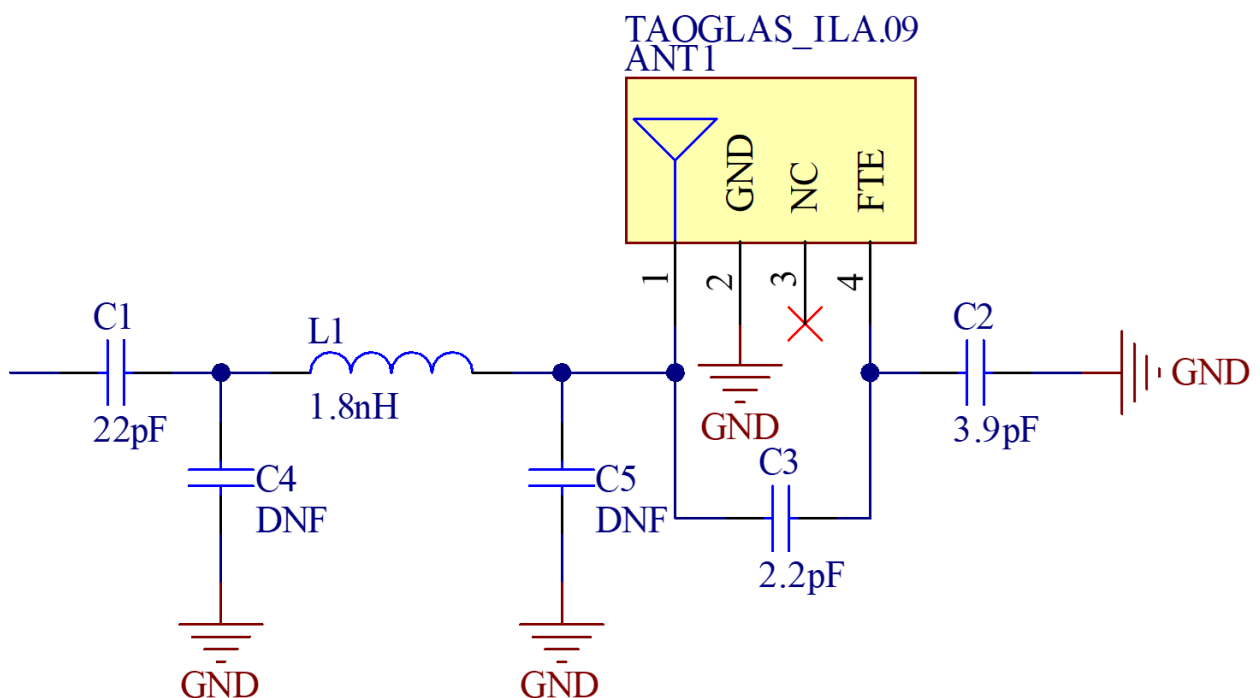 TAOGLAS_ILA.09
ANT1
GND
NC
FTE
1
2
3
4
C1
22pF
L1
1.8nH
C2
3.9pF
GND
GND
C3
2.2pF
C4
DNF
C5
DNF
GND
GND